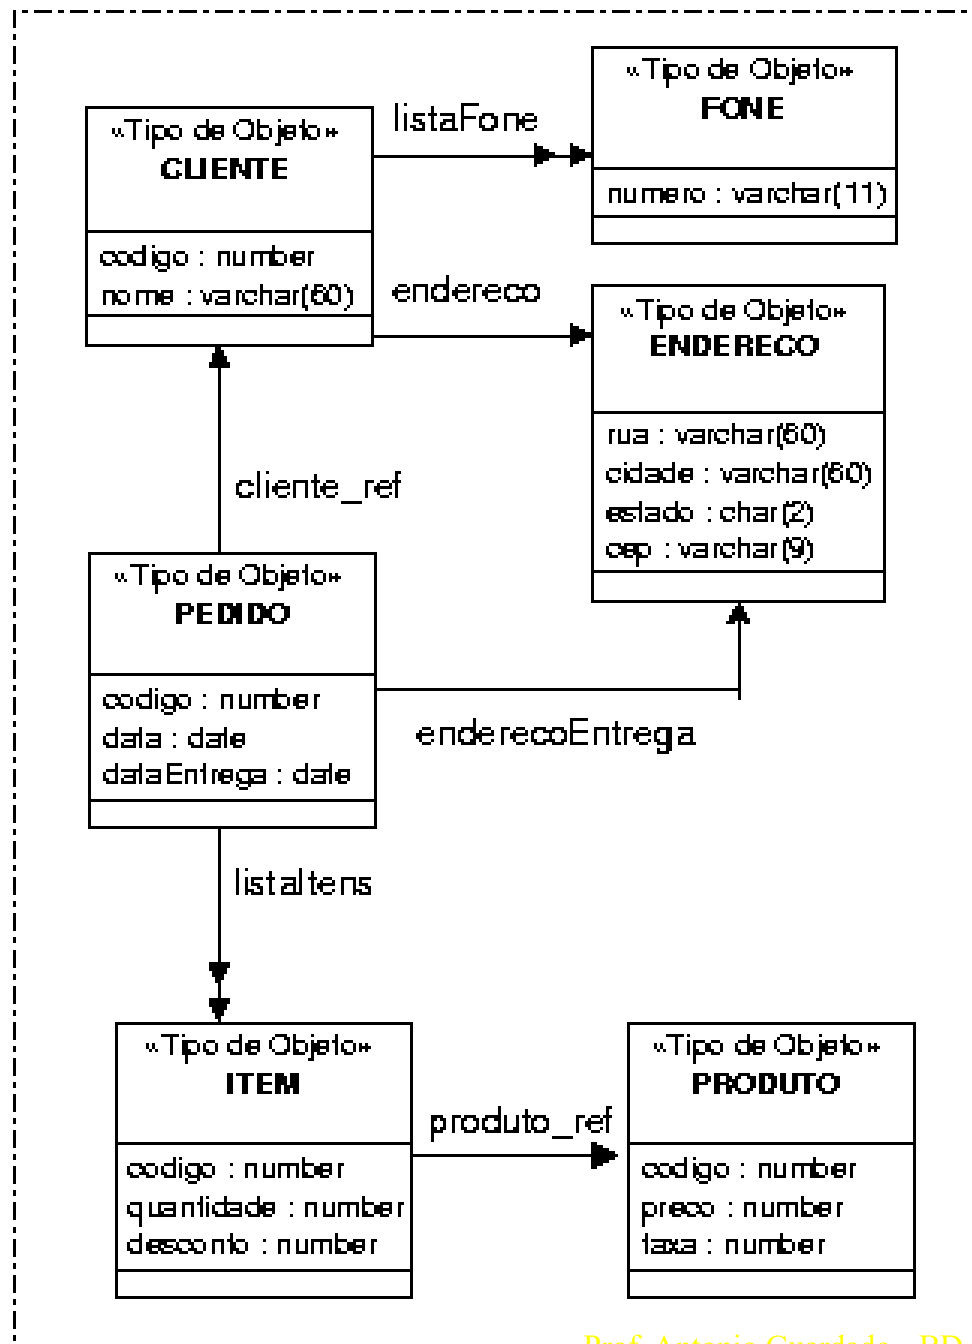 «Tipo de Objeto»
FONE
numero : varchar(11)
«Tipo de Objeto»
CLIENTE
codigo : number
nome : varchar(60)
listaFone
endereco
«Tipo de Objeto»
ENDERECO
rua : varchar(60)
cidade : varchar(60)
estado : char(2)
cep : varchar(9)
cliente_ref
«Tipo de Objeto»
PEDIDO
codigo : number
data : date
dataEntrega : date
enderecoEntrega
listaItens
«Tipo de Objeto»
ITEM
codigo : number
quantidade : number
desconto : number
produto_ref
«Tipo de Objeto»
PRODUTO
codigo : number
preco : number
taxa : number
Prof. Antonio